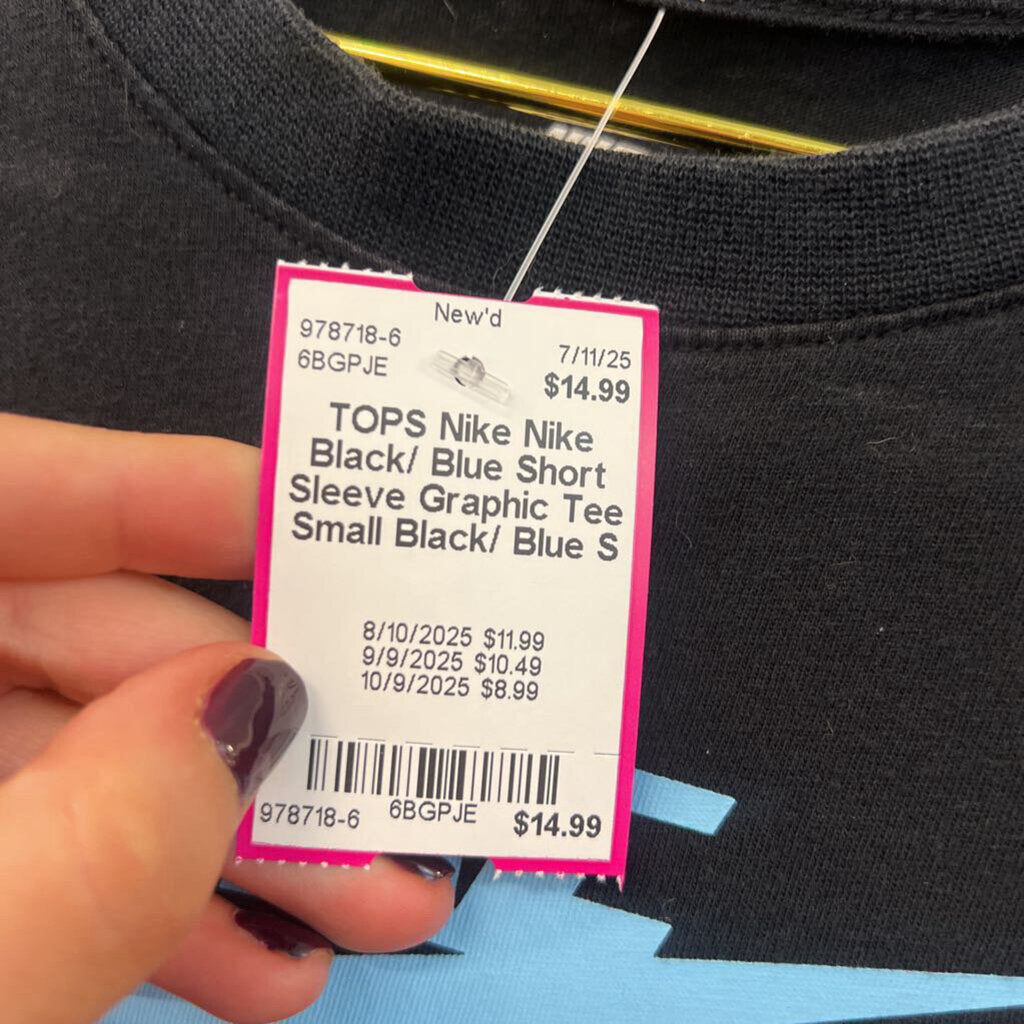 New'd
978718-6
7/11/25
6BGPJE
$14.99
TOPS Nike Nike
Black/ Blue Short
Sleeve Graphic Tee
Small Black/ Blue S
8/10/2025 $11.99
9/9/2025 $10.49
10/9/2025 $8.99
978718-6
6BGPJE
$14.99